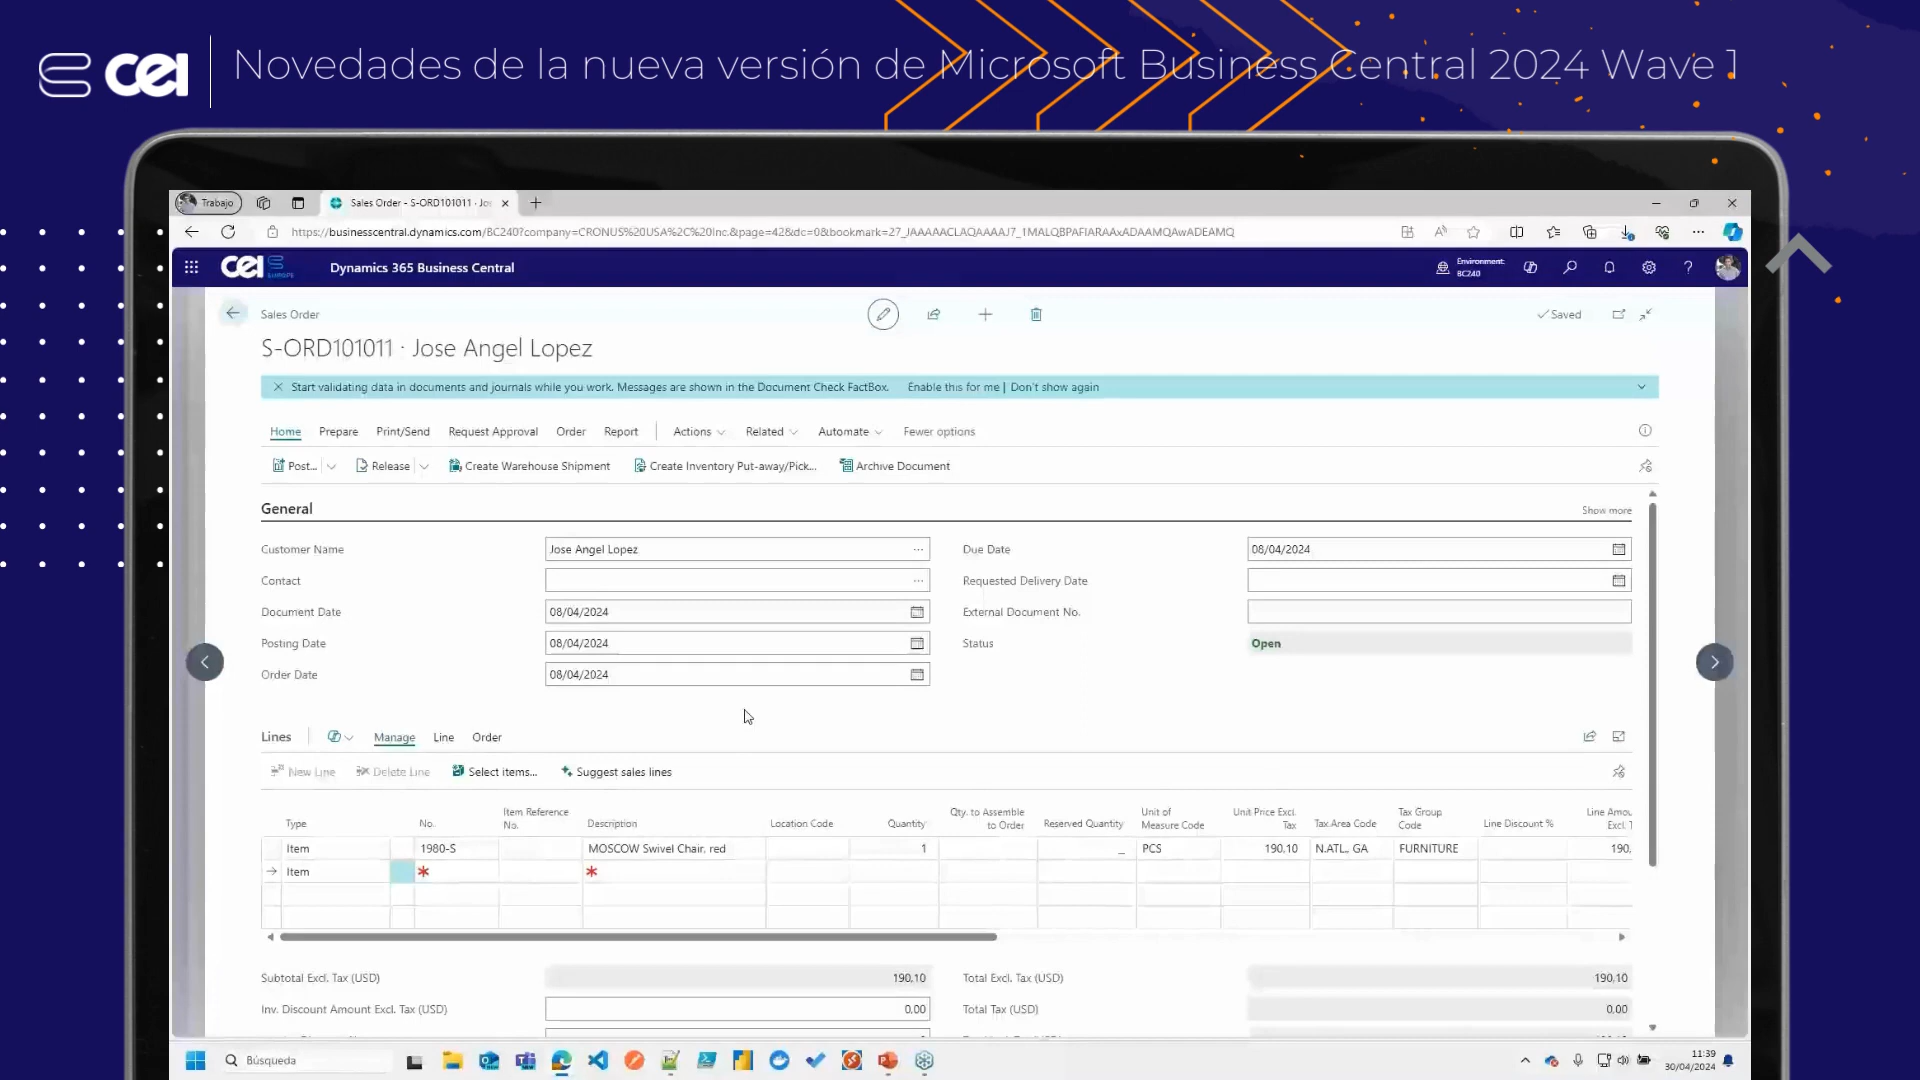 cei
Novedades de la nueva versión de Microsoft Business Central 2024 Wave 1
Trabajo
Sales Order - S-ORD101011 · Jo
https://businesscentral.dynamics.com/BC240?company=CRONUS%20USA%2C%20Inc.&page=42&dc=0&bookmark=27_JAAAAACLAQAAAAJ7_1MALQBPAFIARAAxADAAMQAwADEAMQ
cei
Dynamics 365 Business Central
Environment:
BC240
Sales Order
Saved
S-ORD101011 · Jose Angel Lopez
Start validating data in documents and journals while you work. Messages are shown in the Document Check FactBox. Enable this for me | Don't show again
Home Prepare Print/Send Request Approval Order Report Actions Related Automate Fewer options
Post... Release Create Warehouse Shipment Create Inventory Put-away/Pick... Archive Document
General
Show more
Customer Name Jose Angel Lopez Due Date 08/04/2024
Contact Requested Delivery Date
Document Date 08/04/2024 External Document No.
Posting Date 08/04/2024 Status Open
Order Date 08/04/2024
Lines Manage Line Order
New Line Delete Line Select items... Suggest sales lines
Type No. Item Reference No. Description Location Code Quantity Qty. to Assemble to Order Reserved Quantity Unit of Measure Code Unit Price Excl. Tax Tax Area Code Tax Group Code Line Discount % Line Amou Excl. T
Item 1980-S MOSCOW Swivel Chair, red 1 _ PCS 190,10 N.ATL., GA FURNITURE 190,
Item * *
Subtotal Excl. Tax (USD) 190,10 Total Excl. Tax (USD) 190,10
Inv. Discount Amount Excl. Tax (USD) 0,00 Total Tax (USD) 0,00
Búsqueda
11:39
30/04/2024